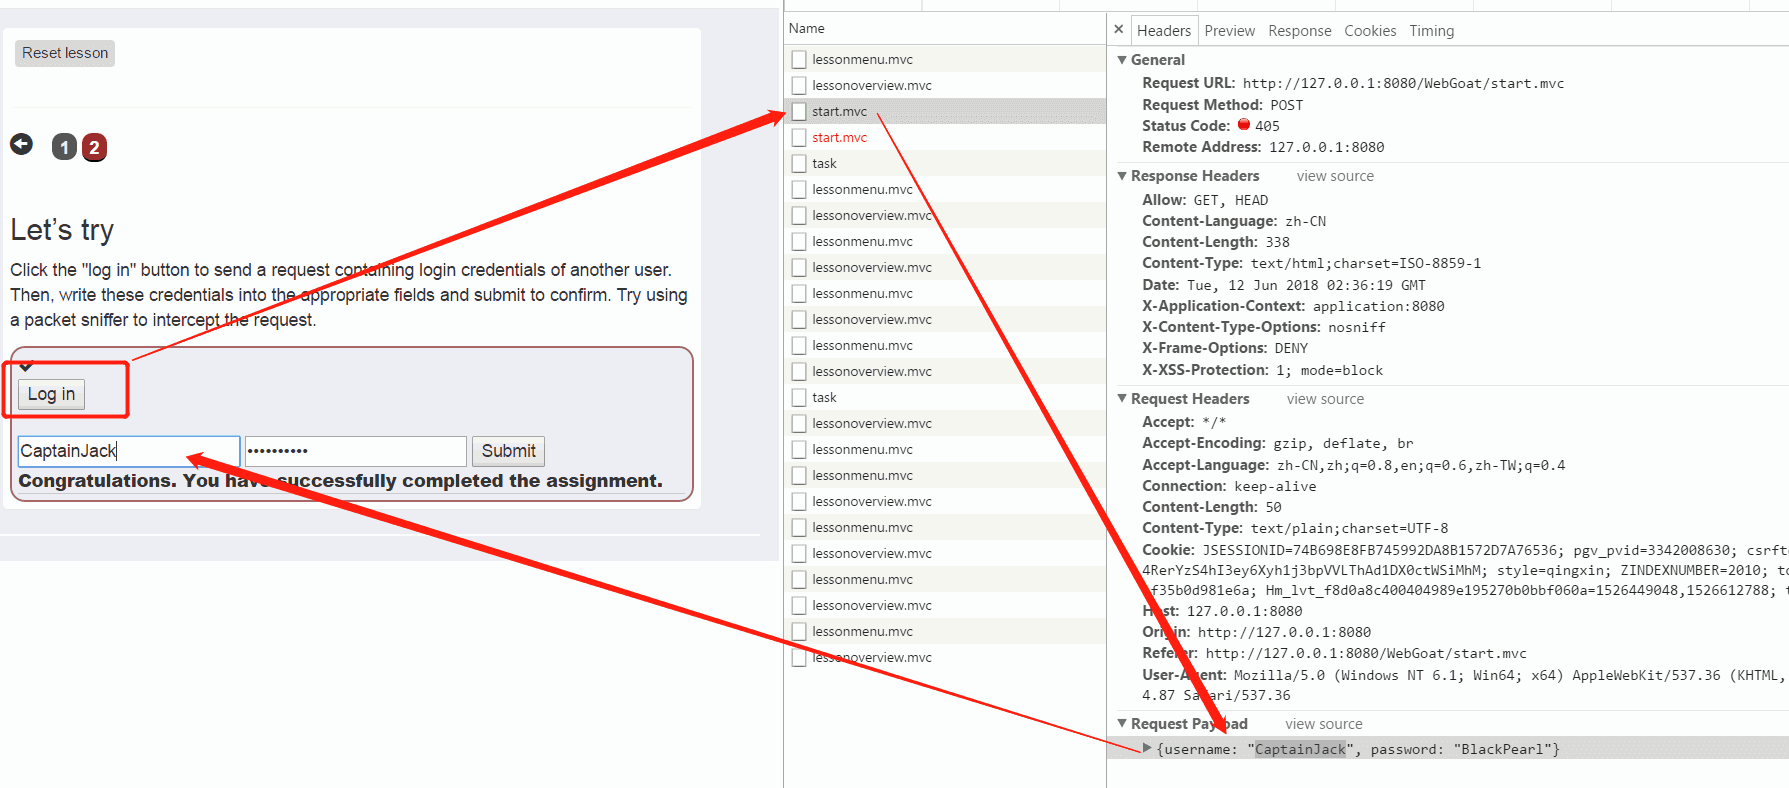 Reset lesson
1 2
Let's try
Click the "log in" button to send a request containing login credentials of another user.
Then, write these credentials into the appropriate fields and submit to confirm. Try using
a packet sniffer to intercept the request.
Log in
CaptainJack •••••••••• Submit
Congratulations. You have successfully completed the assignment.
Name
lessonmenu.mvc
lessonoverview.mvc
start.mvc
start.mvc
task
lessonmenu.mvc
lessonoverview.mvc
lessonmenu.mvc
lessonoverview.mvc
lessonmenu.mvc
lessonoverview.mvc
lessonmenu.mvc
lessonoverview.mvc
task
lessonoverview.mvc
lessonmenu.mvc
lessonmenu.mvc
lessonoverview.mvc
lessonmenu.mvc
lessonoverview.mvc
lessonmenu.mvc
lessonoverview.mvc
lessonmenu.mvc
lessonoverview.mvc
× Headers Preview Response Cookies Timing
▼ General
Request URL: http://127.0.0.1:8080/WebGoat/start.mvc
Request Method: POST
Status Code: 405
Remote Address: 127.0.0.1:8080
▼ Response Headers view source
Allow: GET, HEAD
Content-Language: zh-CN
Content-Length: 338
Content-Type: text/html;charset=ISO-8859-1
Date: Tue, 12 Jun 2018 02:36:19 GMT
X-Application-Context: application:8080
X-Content-Type-Options: nosniff
X-Frame-Options: DENY
X-XSS-Protection: 1; mode=block
▼ Request Headers view source
Accept: */*
Accept-Encoding: gzip, deflate, br
Accept-Language: zh-CN,zh;q=0.8,en;q=0.6,zh-TW;q=0.4
Connection: keep-alive
Content-Length: 50
Content-Type: text/plain;charset=UTF-8
Cookie: JSESSIONID=74B698E8FB745992DA8B1572D7A76536; pgv_pvid=3342008630; csrft
4RerYzS4hI3ey6Xyh1j3bpVVLThAd1DX0ctWSiMhM; style=qingxin; ZINDEXNUMBER=2010; t
f35b0d981e6a; Hm_lvt_f8d0a8c400404989e195270b0bbf060a=1526449048,1526612788;
Host: 127.0.0.1:8080
Origin: http://127.0.0.1:8080
Referer: http://127.0.0.1:8080/WebGoat/start.mvc
User-Agent: Mozilla/5.0 (Windows NT 6.1; Win64; x64) AppleWebKit/537.36 (KHTML,
4.87 Safari/537.36
▼ Request Payload view source
{username: "CaptainJack", password: "BlackPearl"}